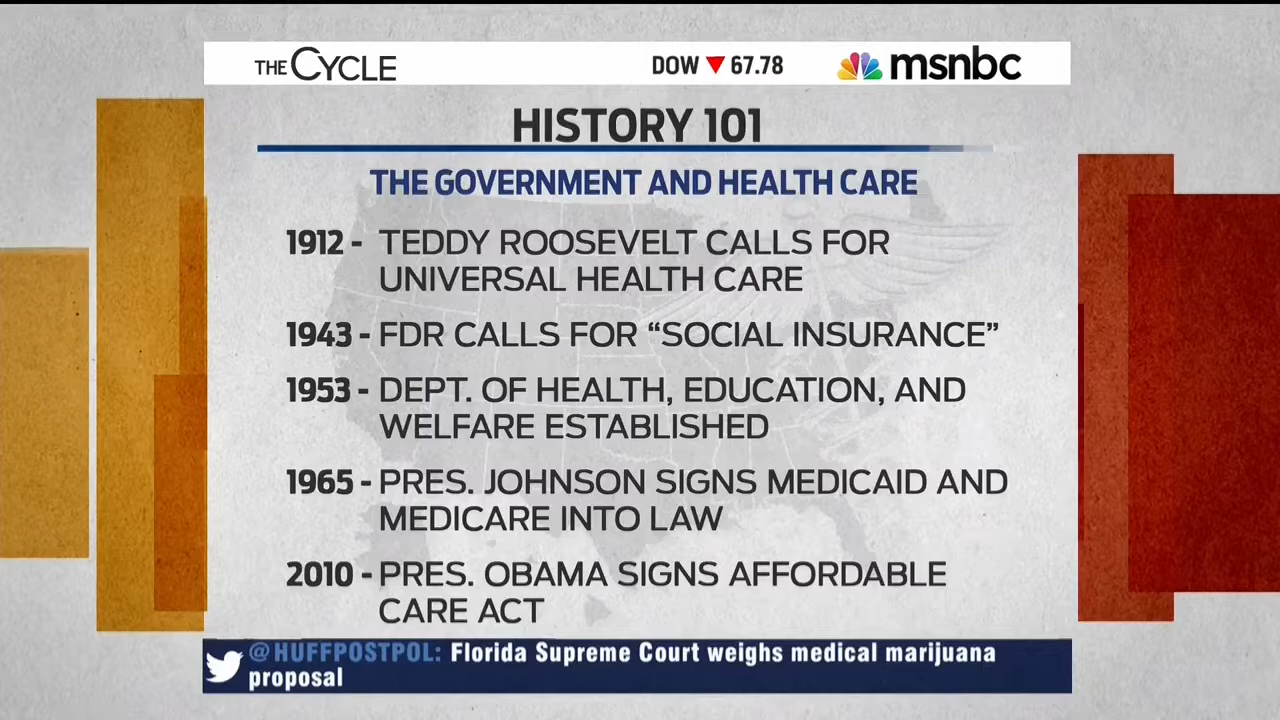 THE CYCLE DOW ▼ 67.78 msnbc
HISTORY 101
THE GOVERNMENT AND HEALTH CARE
1912 - TEDDY ROOSEVELT CALLS FOR
UNIVERSAL HEALTH CARE
1943 - FDR CALLS FOR “SOCIAL INSURANCE”
1953 - DEPT. OF HEALTH, EDUCATION, AND
WELFARE ESTABLISHED
1965 - PRES. JOHNSON SIGNS MEDICAID AND
MEDICARE INTO LAW
2010 - PRES. OBAMA SIGNS AFFORDABLE
CARE ACT
@HUFFPOSTPOL: Florida Supreme Court weighs medical marijuana
proposal